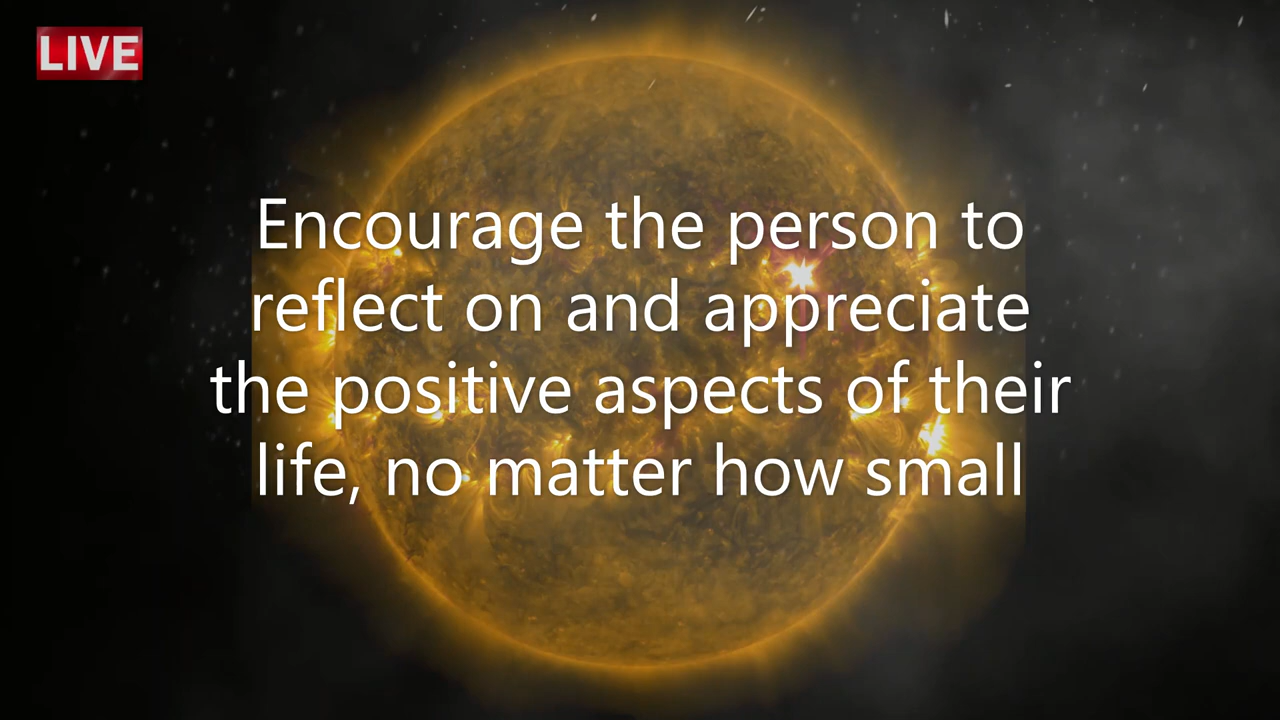 LIVE
Encourage the person to
reflect on and appreciate
the positive aspects of their
life, no matter how small